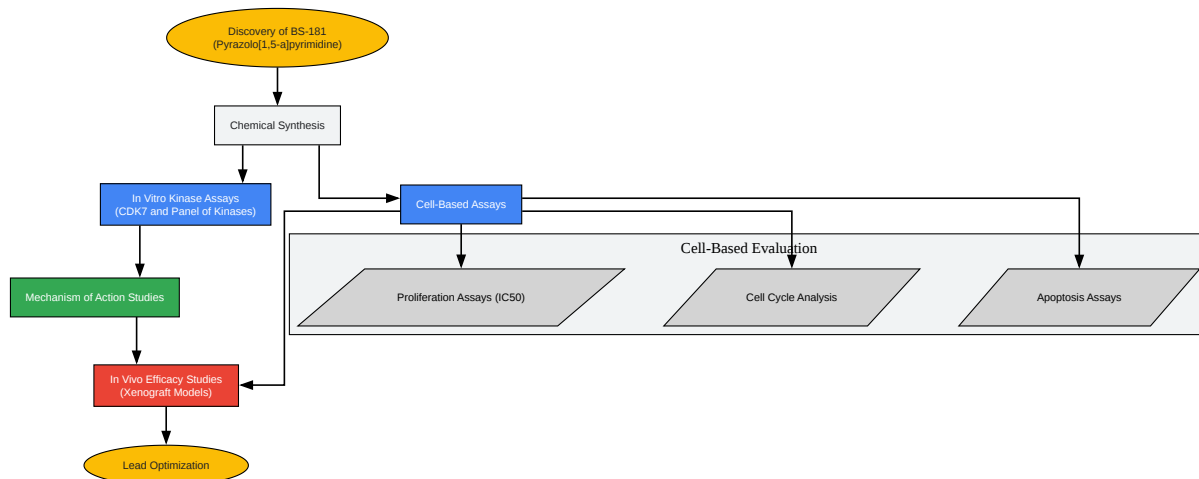 Discovery of BS-181
(Pyrazolo[1,5-a]pyrimidine)
Chemical Synthesis
In Vitro Kinase Assays
(CDK7 and Panel of Kinases)
Cell-Based Assays
Cell-Based Evaluation
Proliferation Assays (IC50)
Cell Cycle Analysis
Apoptosis Assays
Mechanism of Action Studies
In Vivo Efficacy Studies
(Xenograft Models)
Lead Optimization